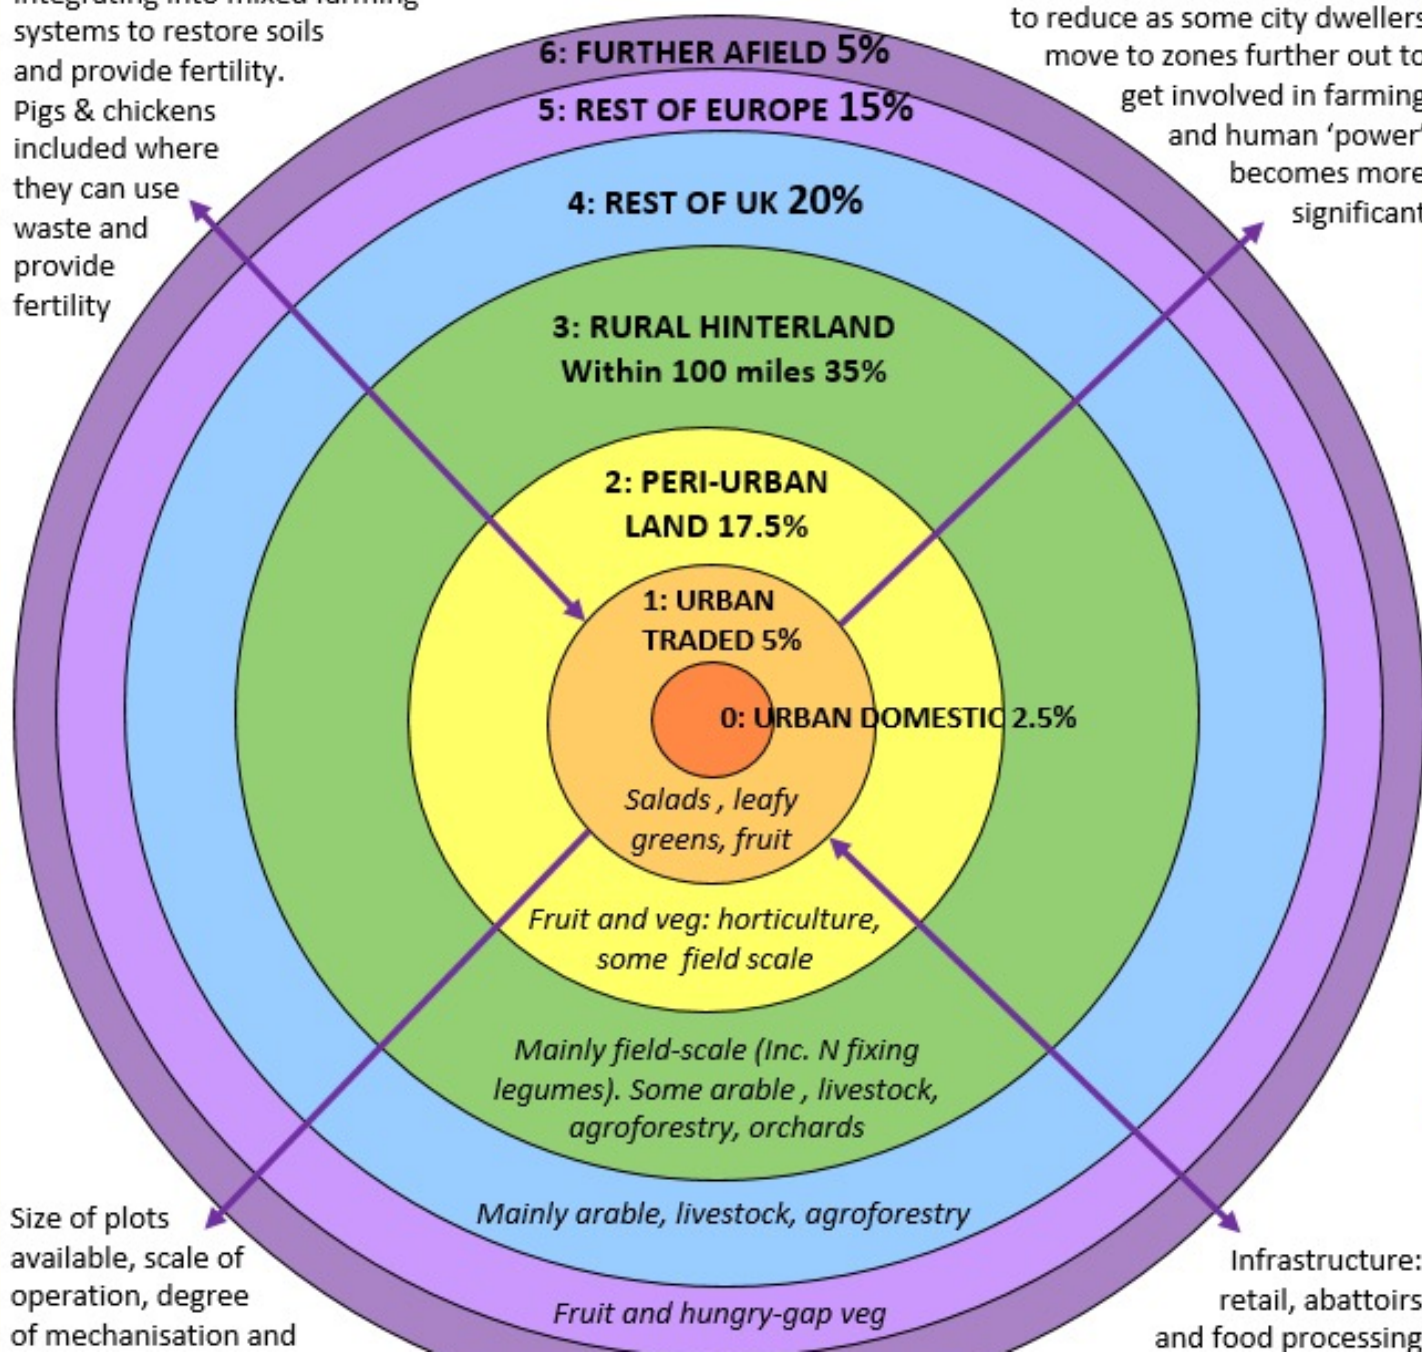 systems to restore soils
and provide fertility.
Pigs & chickens
included where
they can use
waste and
provide
fertility
to reduce as some city dwellers
move to zones further out to
get involved in farming
and human ‘power’
becomes more
significant
6: FURTHER AFIELD 5%
5: REST OF EUROPE 15%
4: REST OF UK 20%
3: RURAL HINTERLAND
Within 100 miles 35%
2: PERI-URBAN
LAND 17.5%
1: URBAN
TRADED 5%
0: URBAN DOMESTIC 2.5%
Salads , leafy
greens, fruit
Fruit and veg: horticulture,
some field scale
Mainly field-scale (Inc. N fixing
legumes). Some arable , livestock,
agroforestry, orchards
Mainly arable, livestock, agroforestry
Fruit and hungry-gap veg
Size of plots
available, scale of
operation, degree
of mechanisation and
Infrastructure:
retail, abattoirs
and food processing